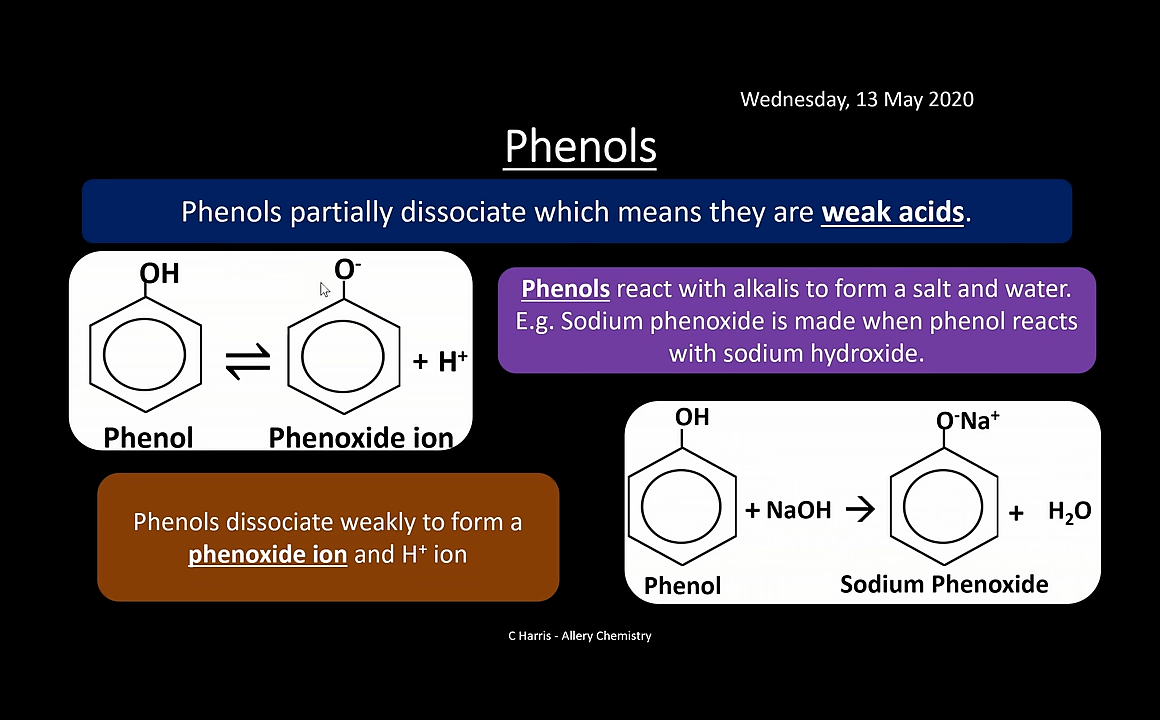 Wednesday, 13 May 2020
Phenols
Phenols partially dissociate which means they are weak acids.
OH
O⁻
+ H⁺
Phenol
Phenoxide ion
Phenols react with alkalis to form a salt and water.
E.g. Sodium phenoxide is made when phenol reacts
with sodium hydroxide.
OH
O⁻Na⁺
+ NaOH → + H₂O
Phenol
Sodium Phenoxide
Phenols dissociate weakly to form a
phenoxide ion and H⁺ ion
C Harris - Allery Chemistry